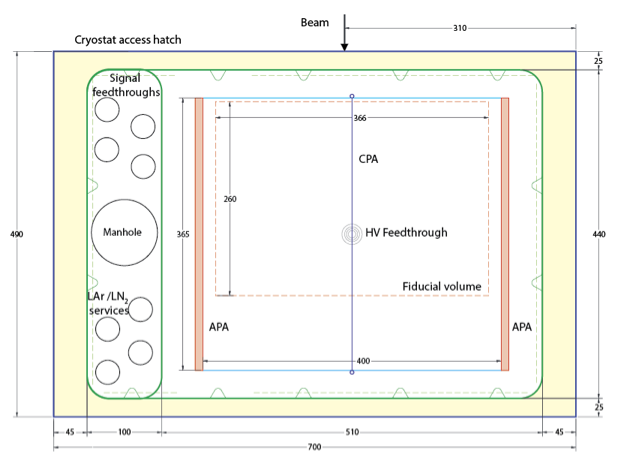 Beam
310
Cryostat access hatch
25
Signal
feedthroughs
366
CPA
260
490
Manhole
365
HV Feedthrough
440
Fiducial volume
LAr /LN2
services
APA
APA
400
25
45
100
510
45
700